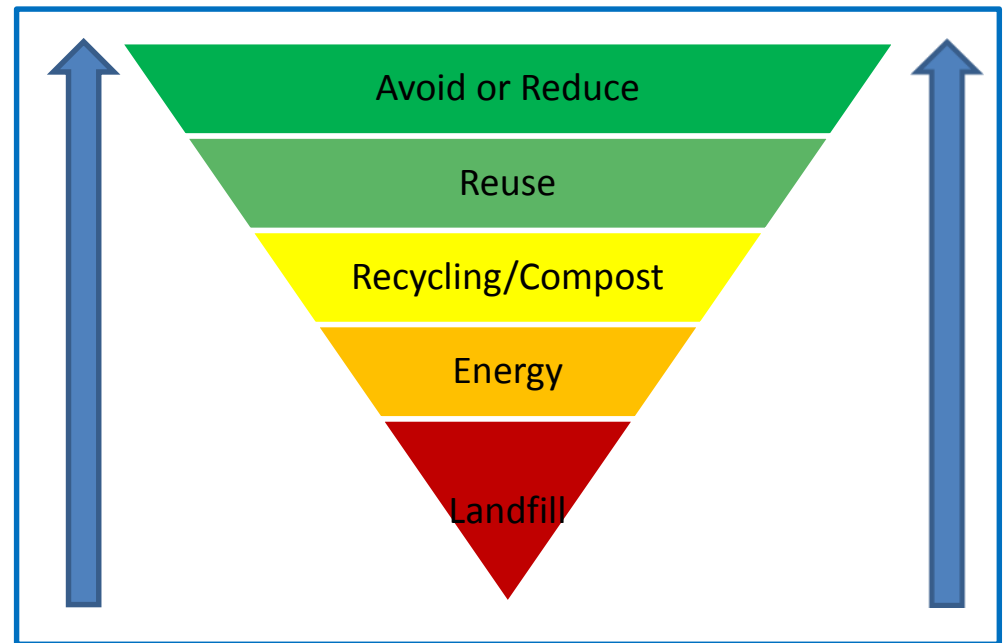 Avoid or Reduce
Reuse
Recycling/Compost
Energy
Landfill